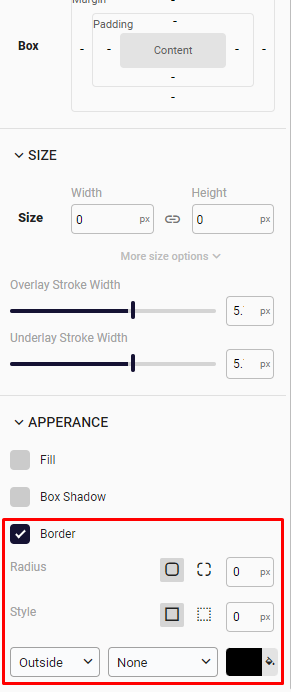 Margin
-
Padding
-
Box
-
-
Content
-
-
-
-
SIZE
Width
Height
Size
0 px
0 px
More size options
Overlay Stroke Width
5. px
Underlay Stroke Width
5. px
APPERANCE
Fill
Box Shadow
Border
Radius
0 px
Style
0 px
Outside
None